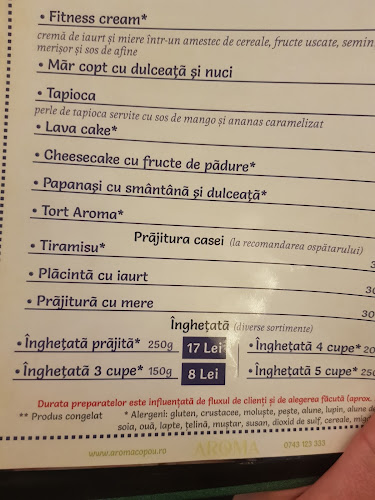 • Fitness cream*
cremă de iaurt și miere într-un amestec de cereale, fructe uscate,
merișor și sos de afine
• Măr copt cu dulceață și nuci
• Tapioca
perle de tapioca servite cu sos de mango și ananas caramelizat
• Lava cake*
• Cheesecake cu fructe de pădure*
• Papanași cu smântână și dulceață*
• Tort Aroma*
Prăjitura casei (la recomandarea ospătarului)
• Tiramisu*
• Plăcintă cu iaurt
• Prăjitură cu mere
Înghețată (diverse sortimente)
• Înghețată prăjită* 250g 17 Lei • Înghețată 4 cupe*
• Înghețată 3 cupe* 150g 8 Lei • Înghețată 5 cupe*
Durata preparatelor este influențată de fluxul de clienți și de alegerea făcută (aprox.
** Produs congelat * Alergeni: gluten, crustacee, moluște, pește, alune, lupin, alune
soia, ouă, lapte, țelină, muștar, susan, dioxid de sulf, cereale,
www.aromacopou.ro AROMA 0743 123 333